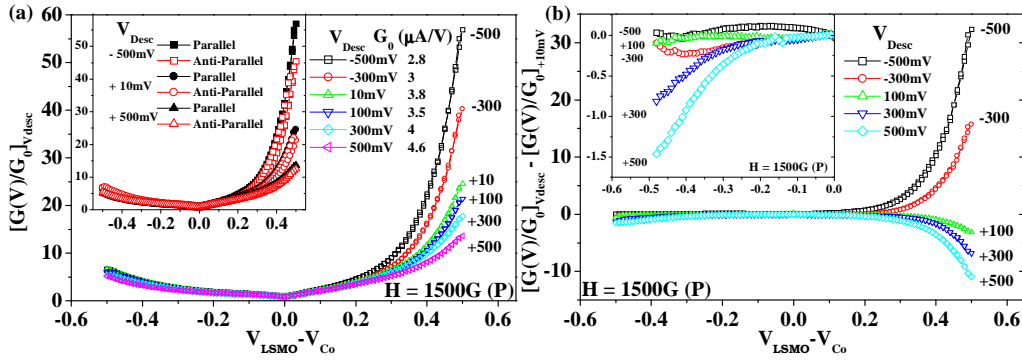 (a)
V_Desc
- 500mV
Parallel
Anti-Parallel
+ 10mV
Parallel
Anti-Parallel
+ 500mV
Parallel
Anti-Parallel
50
40
30
20
10
0
-0.4 -0.2 0.0 0.2 0.4
V_Desc G_0 (μA/V)
-500mV 2.8
-300mV 3
10mV 3.8
100mV 3.5
300mV 4
500mV 4.6
-500
-300
+10
+100
+300
+500
H = 1500G (P)
[G(V)/G_0]_Vdesc
60
50
40
30
20
10
0
-0.6 -0.4 -0.2 0.0 0.2 0.4 0.6
V_LSMO-V_Co
(b)
-500
+100
-300
+300
+500
0.0
-0.5
-1.0
-1.5
H = 1500G (P)
-0.6 -0.5 -0.4 -0.3 -0.2 -0.1 0.0
V_Desc
-500mV
-300mV
100mV
300mV
500mV
-500
-300
+100
+300
+500
H = 1500G (P)
[G(V)/G_0]_Vdesc - [G(V)/G_0]_+10mV
30
20
10
0
-10
-0.6 -0.4 -0.2 0.0 0.2 0.4 0.6
V_LSMO-V_Co